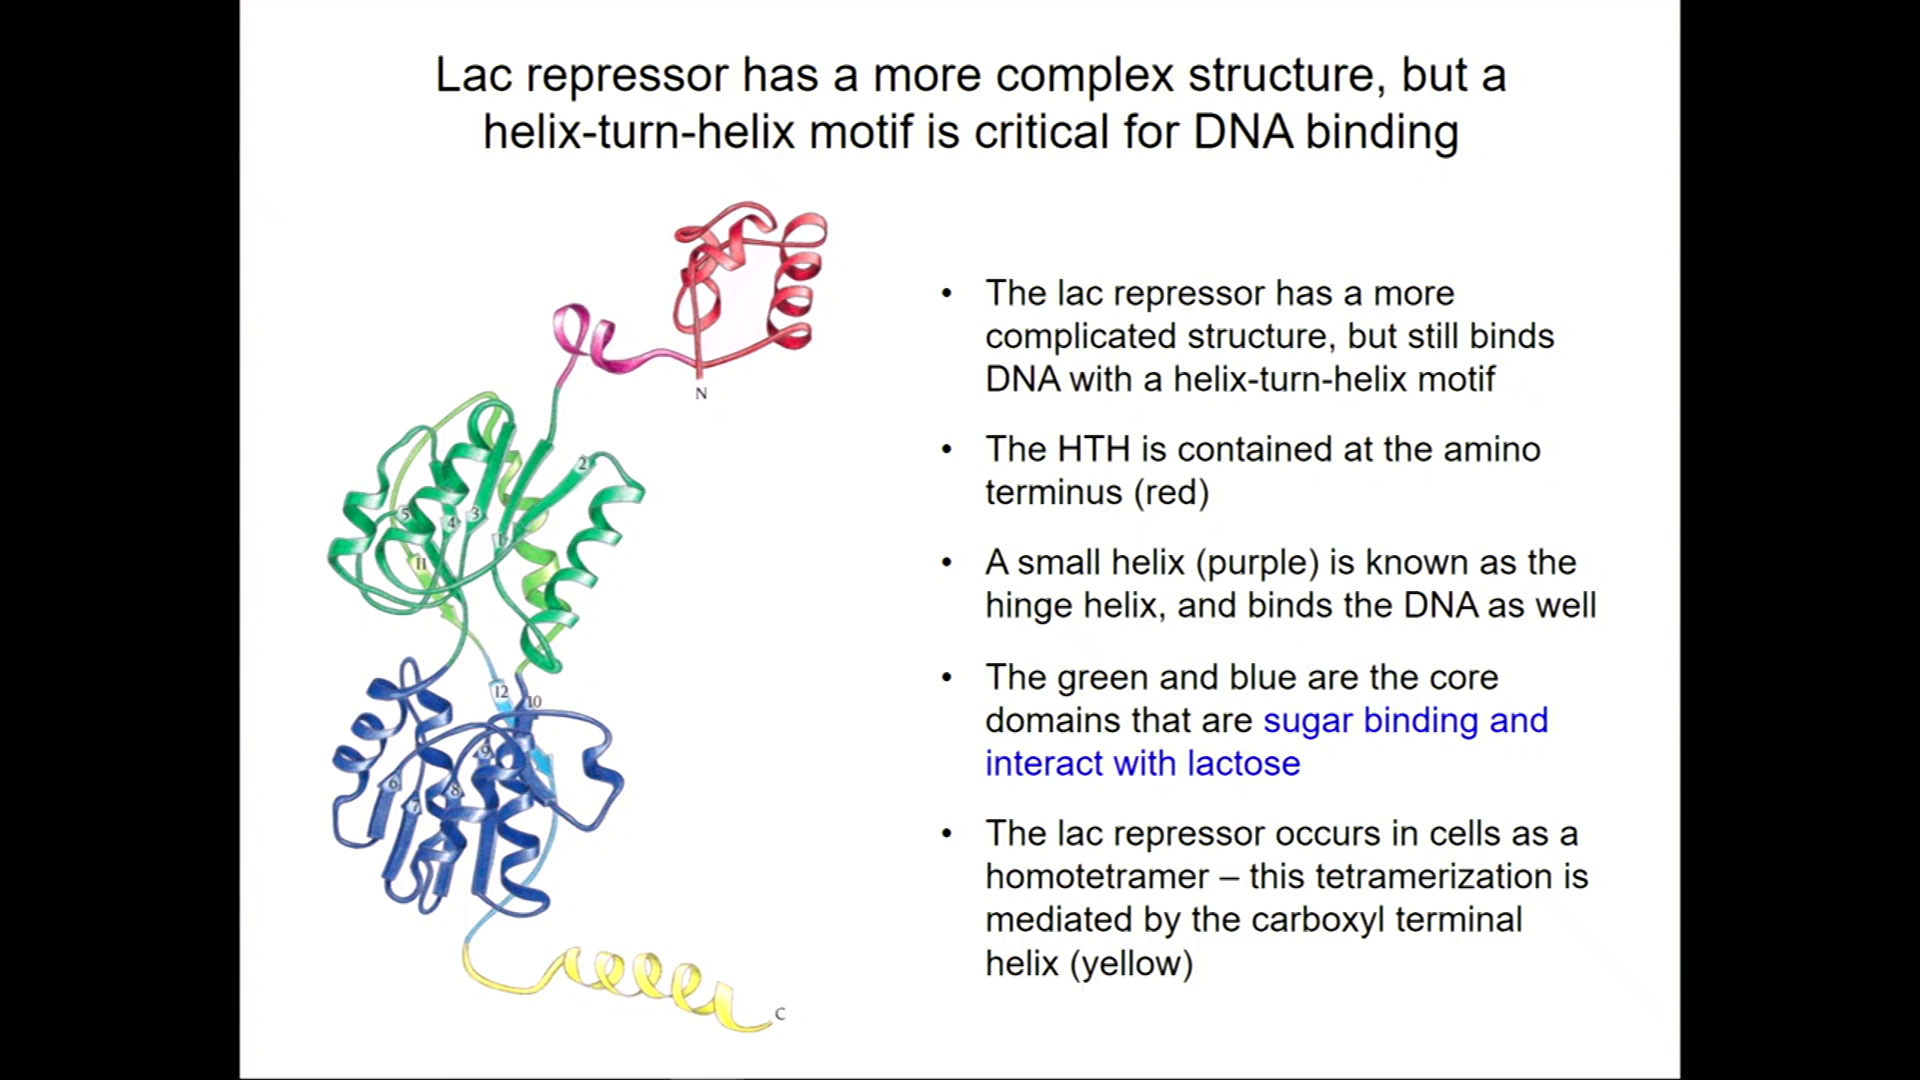 Lac repressor has a more complex structure, but a
helix-turn-helix motif is critical for DNA binding
N
2
5
4
3
1
11
12
10
9
6
8
7
C
• The lac repressor has a more
complicated structure, but still binds
DNA with a helix-turn-helix motif
• The HTH is contained at the amino
terminus (red)
• A small helix (purple) is known as the
hinge helix, and binds the DNA as well
• The green and blue are the core
domains that are sugar binding and
interact with lactose
• The lac repressor occurs in cells as a
homotetramer – this tetramerization is
mediated by the carboxyl terminal
helix (yellow)